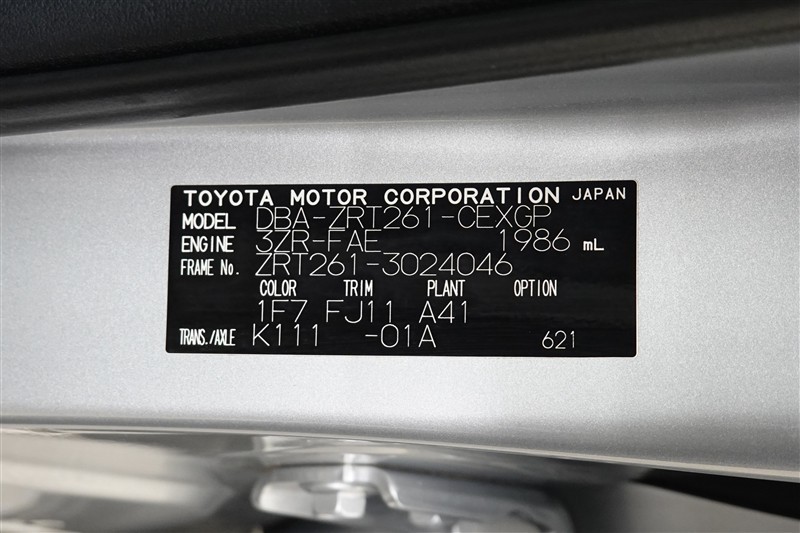 TOYOTA MOTOR CORPORATION JAPAN
MODEL DBA-ZRT261-CEXGP
ENGINE 3ZR-FAE 1986 mL
FRAME No. ZRT261-3024046
COLOR TRIM PLANT OPTION
1F7 FJ11 A41
TRANS./AXLE K111 -01A 621